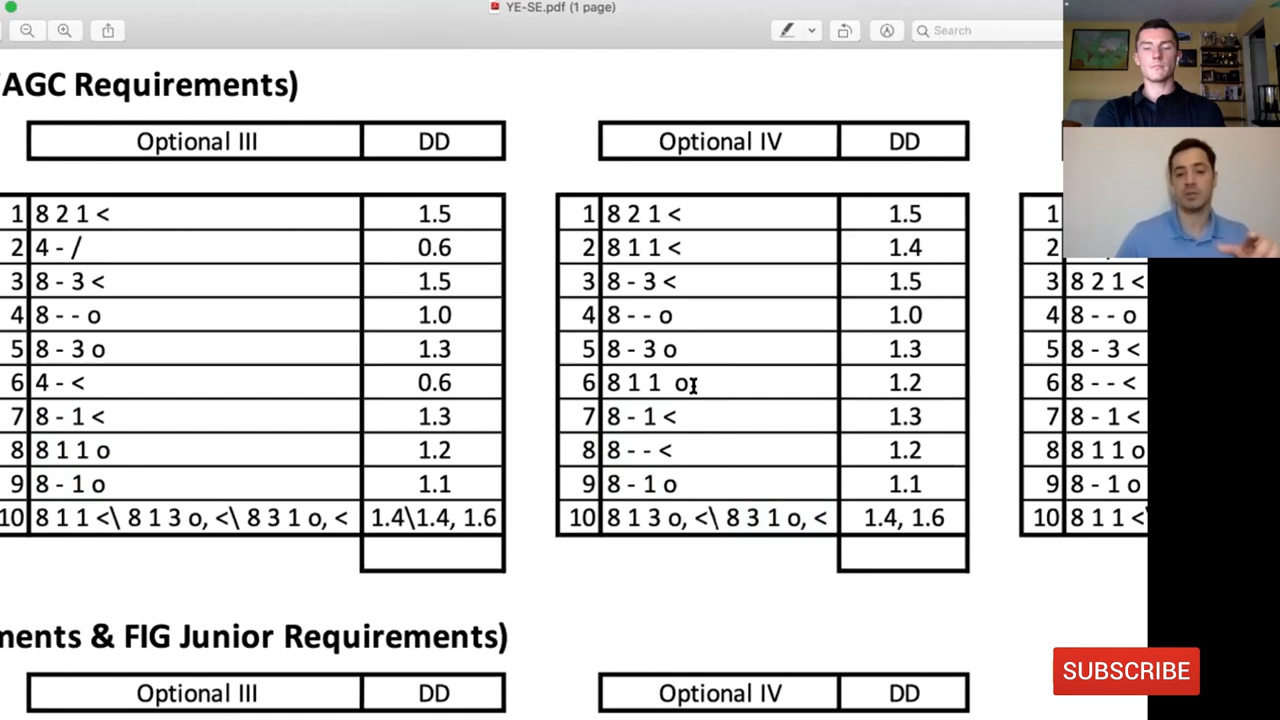 YE-SE.pdf (1 page)
Search
AGC Requirements)
Optional III DD
1 8 2 1 < 1.5
2 4 - / 0.6
3 8 - 3 < 1.5
4 8 - - o 1.0
5 8 - 3 o 1.3
6 4 - < 0.6
7 8 - 1 < 1.3
8 8 1 1 o 1.2
9 8 - 1 o 1.1
10 8 1 1 <\ 8 1 3 o, <\ 8 3 1 o, < 1.4\1.4, 1.6
Optional IV DD
1 8 2 1 < 1.5
2 8 1 1 < 1.4
3 8 - 3 < 1.5
4 8 - - o 1.0
5 8 - 3 o 1.3
6 8 1 1 o 1.2
7 8 - 1 < 1.3
8 8 - - < 1.2
9 8 - 1 o 1.1
10 8 1 3 o, <\ 8 3 1 o, < 1.4, 1.6
1
2
3 8 2 1 <
4 8 - - o
5 8 - 3 <
6 8 - - <
7 8 - 1 <
8 8 1 1 o
9 8 - 1 o
10 8 1 1 <\
ments & FIG Junior Requirements)
Optional III DD
Optional IV DD
SUBSCRIBE